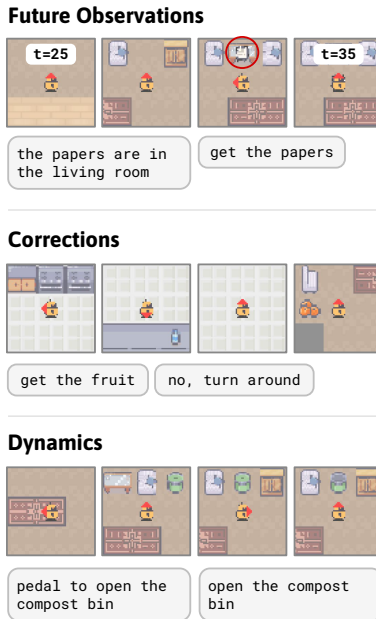 Future Observations
t=25
t=35
the papers are in
the living room
get the papers
Corrections
get the fruit
no, turn around
Dynamics
pedal to open the
compost bin
open the compost
bin